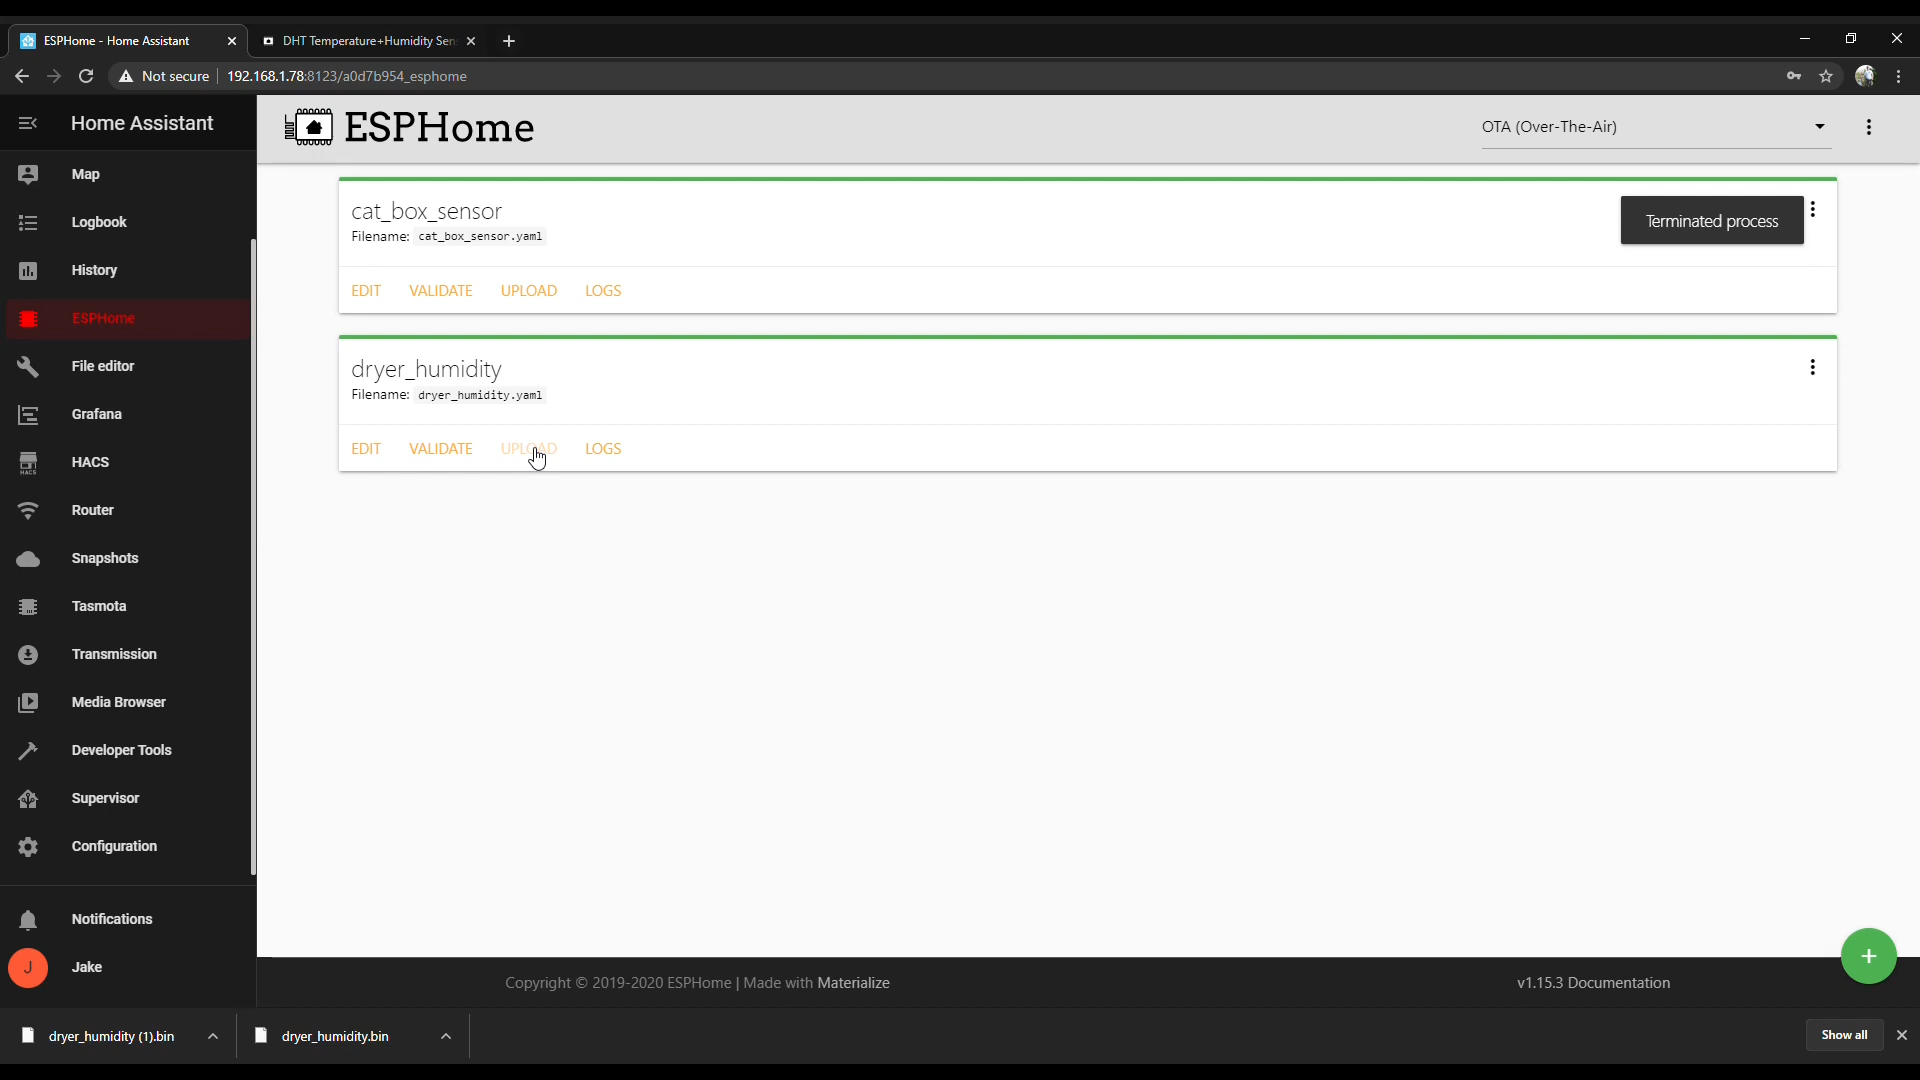 ESPHome - Home Assistant
DHT Temperature+Humidity Sen
Not secure
192.168.1.78:8123/a0d7b954_esphome
Home Assistant
Map
Logbook
History
ESPHome
File editor
Grafana
HACS
HACS
Router
Snapshots
Tasmota
Transmission
Media Browser
Developer Tools
Supervisor
Configuration
Notifications
J
Jake
ESPHome
OTA (Over-The-Air)
cat_box_sensor
Filename: cat_box_sensor.yaml
Terminated process
EDIT VALIDATE UPLOAD LOGS
dryer_humidity
Filename: dryer_humidity.yaml
EDIT VALIDATE UPLOAD LOGS
Copyright © 2019-2020 ESPHome | Made with Materialize
v1.15.3 Documentation
dryer_humidity (1).bin
dryer_humidity.bin
Show all